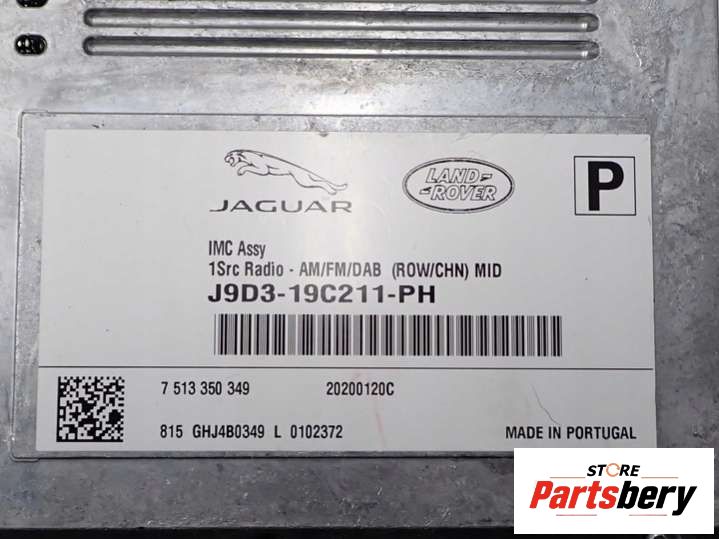 JAGUAR
LAND-
ROVER
P
IMC Assy
1Src Radio - AM/FM/DAB (ROW/CHN) MID
J9D3-19C211-PH
7 513 350 349 20200120C
815 GHJ4B0349 L 0102372 MADE IN PORTUGAL
STORE
Partsbery